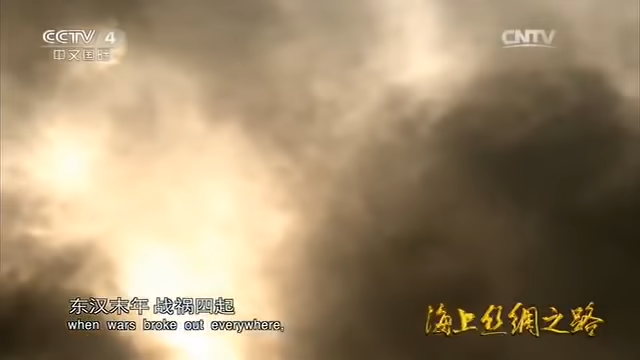 CCTV 4
中文国际
CNTV
东汉末年 战祸四起
when wars broke out everywhere,
海上丝绸之路